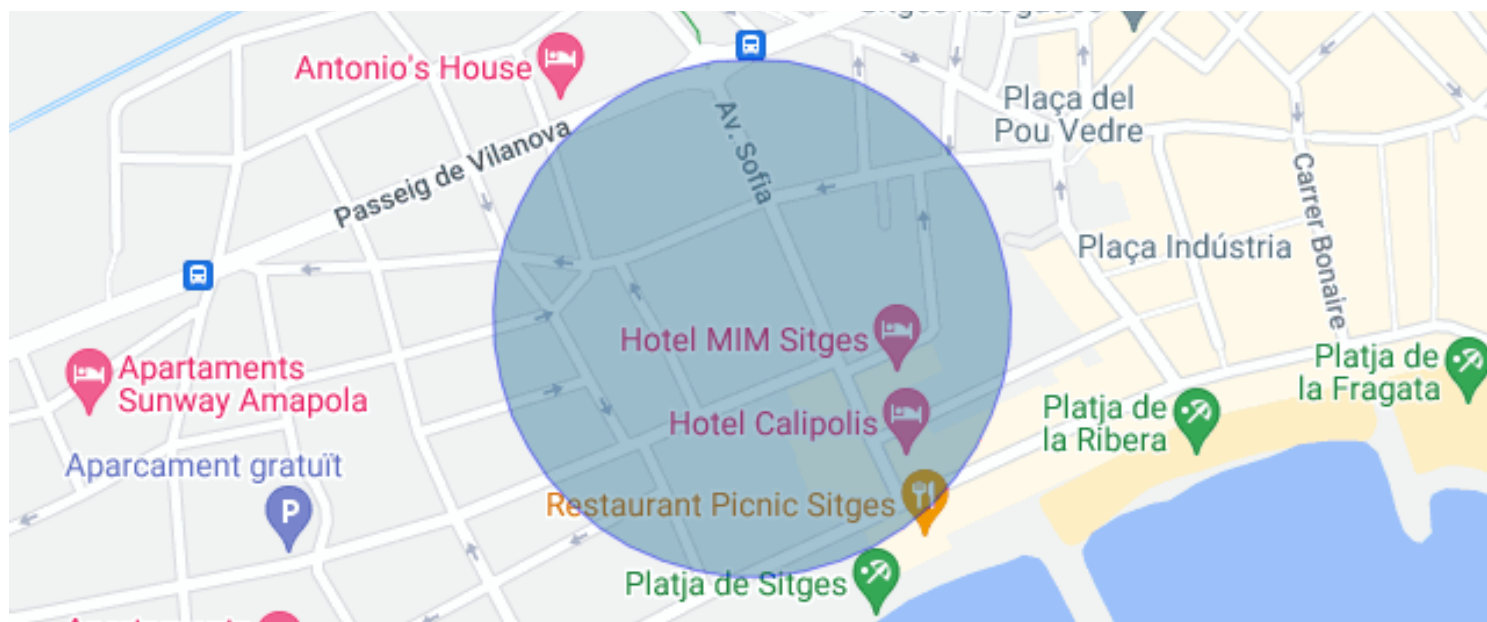 Antonio's House
Plaça del
Pou Vedre
Av. Sofia
Passeig de Vilanova
Carrer Bonaire
Plaça Indústria
Hotel MIM Sitges
Apartaments
Sunway Amapola
Platja de
la Fragata
Hotel Calipolis
Platja de
la Ribera
Aparcament gratuït
P
Restaurant Picnic Sitges
Platja de Sitges